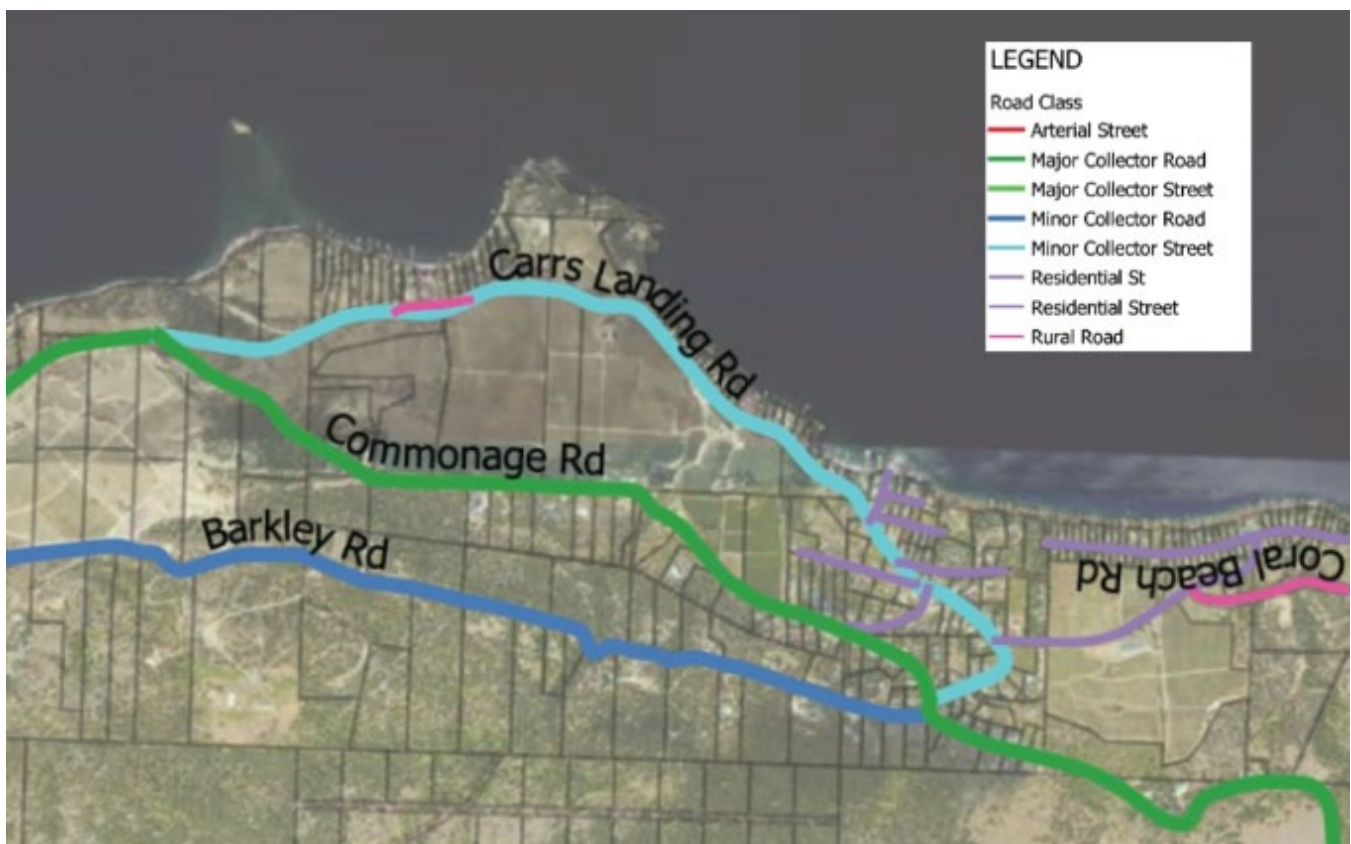 LEGEND
Road Class
Arterial Street
Major Collector Road
Major Collector Street
Minor Collector Road
Minor Collector Street
Residential St
Residential Street
Rural Road
Carrs Landing Rd
Commonage Rd
Barkley Rd
Coral Beach Rd